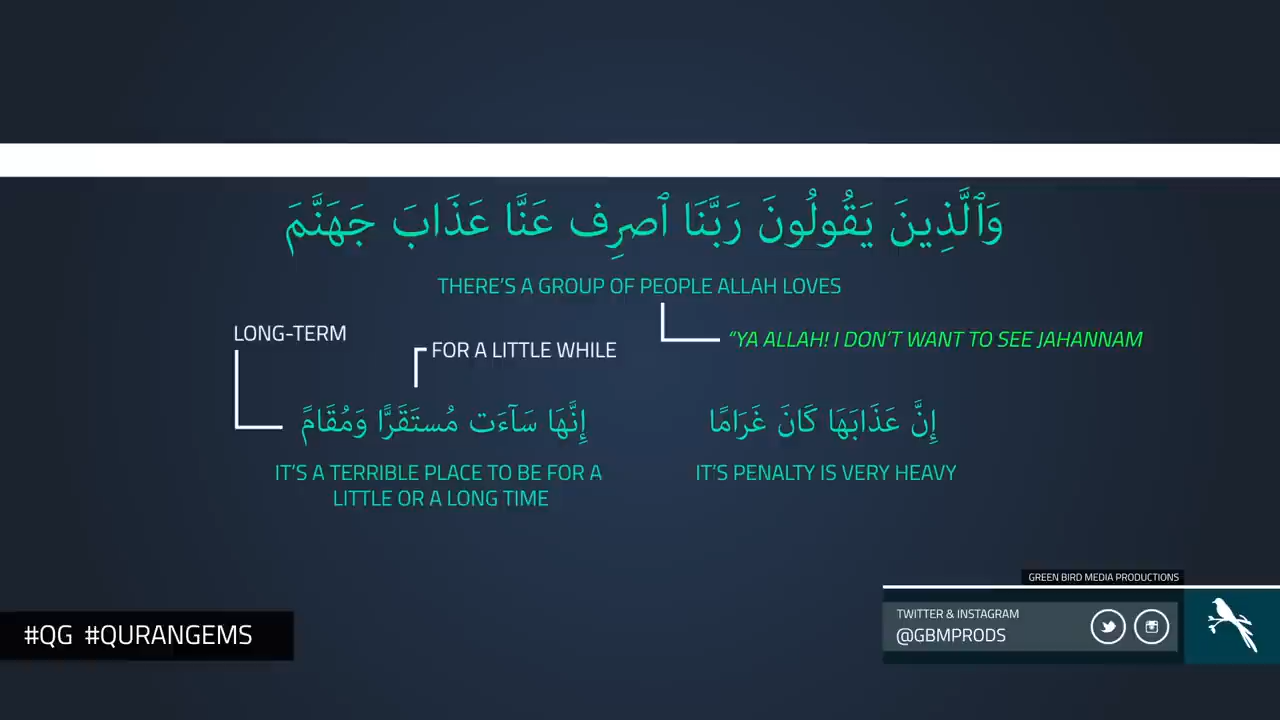 وَٱلَّذِينَ يَقُولُونَ رَبَّنَا ٱصرِف عَنَّا عَذَابَ جَهَنَّمَ
THERE'S A GROUP OF PEOPLE ALLAH LOVES
LONG-TERM
FOR A LITTLE WHILE
"YA ALLAH! I DON'T WANT TO SEE JAHANNAM
إِنَّ عَذَابَهَا كَانَ غَرَامًا
إِنَّهَا سَآءَت مُستَقَرًّا وَمُقَامً
IT'S A TERRIBLE PLACE TO BE FOR A
LITTLE OR A LONG TIME
IT'S PENALTY IS VERY HEAVY
GREEN BIRD MEDIA PRODUCTIONS
TWITTER & INSTAGRAM
@GBMPRODS
#QG #QURANGEMS